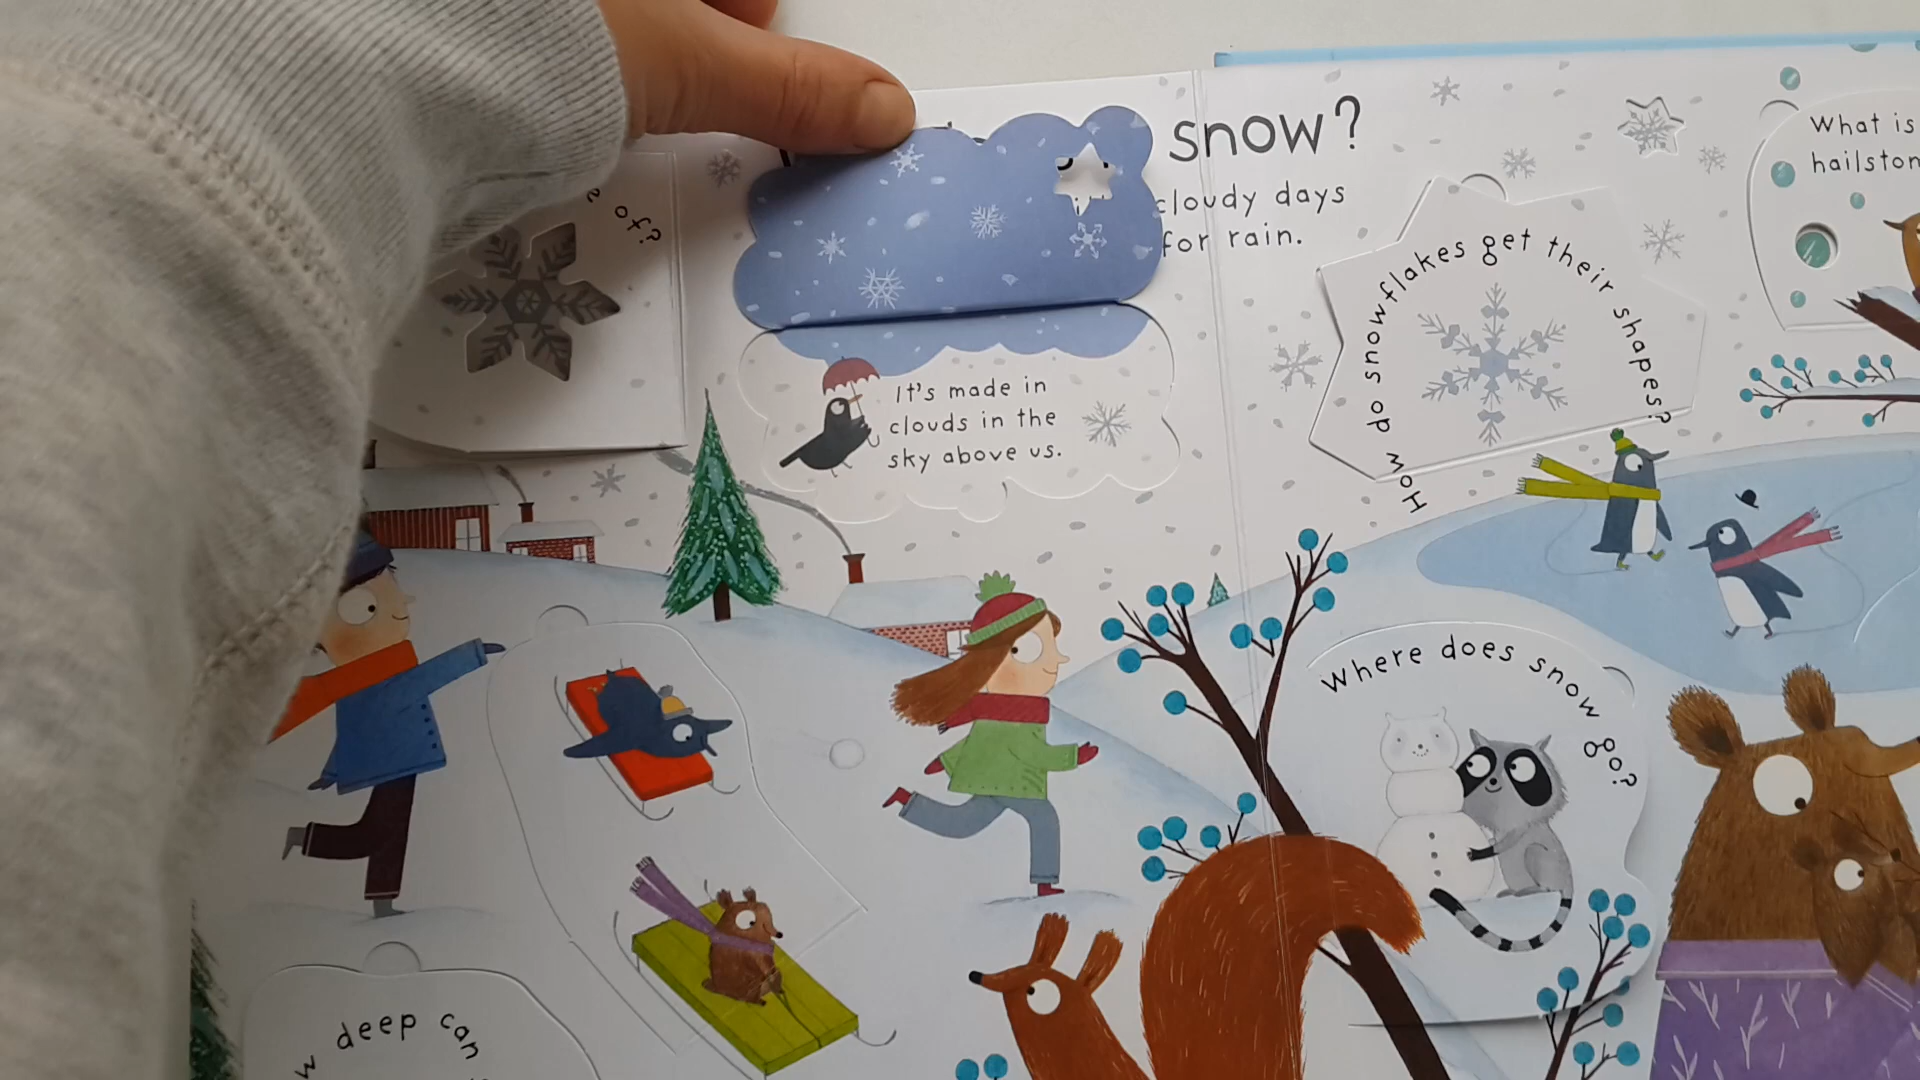 snow?
cloudy days
for rain.
of?
It's made in
clouds in the
sky above us.
How do snowflakes get their shapes?
What is
hailston
Where does snow go?
deep can